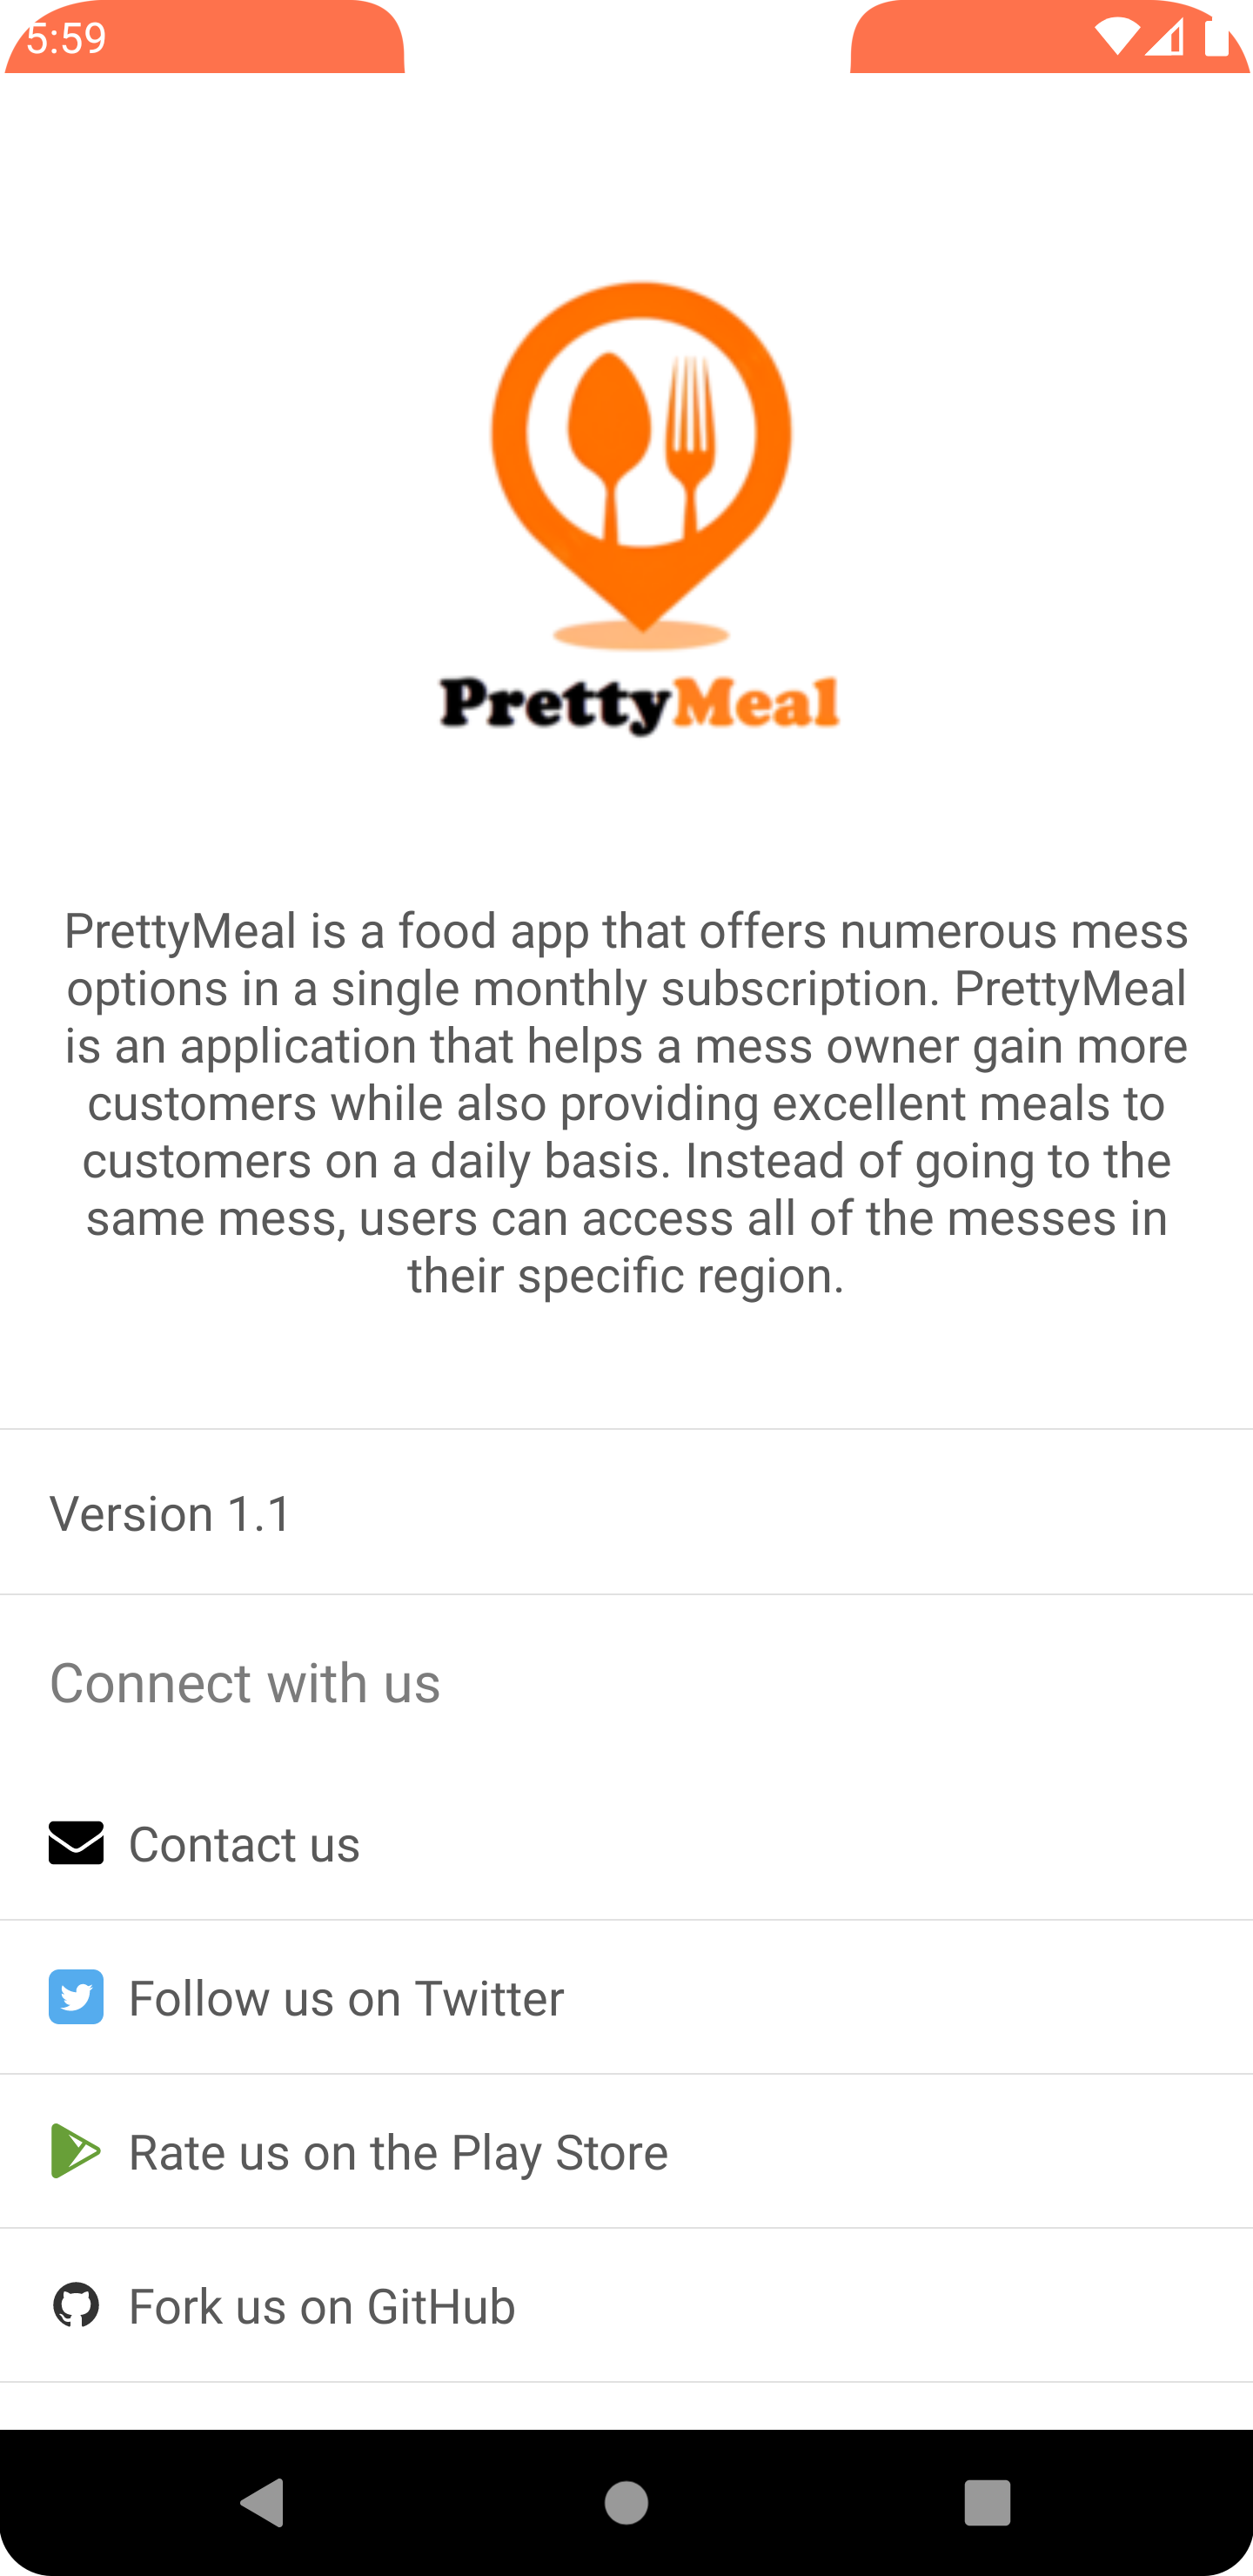 5:59
PrettyMeal
PrettyMeal is a food app that offers numerous mess
options in a single monthly subscription. PrettyMeal
is an application that helps a mess owner gain more
customers while also providing excellent meals to
customers on a daily basis. Instead of going to the
same mess, users can access all of the messes in
their specific region.
Version 1.1
Connect with us
Contact us
Follow us on Twitter
Rate us on the Play Store
Fork us on GitHub